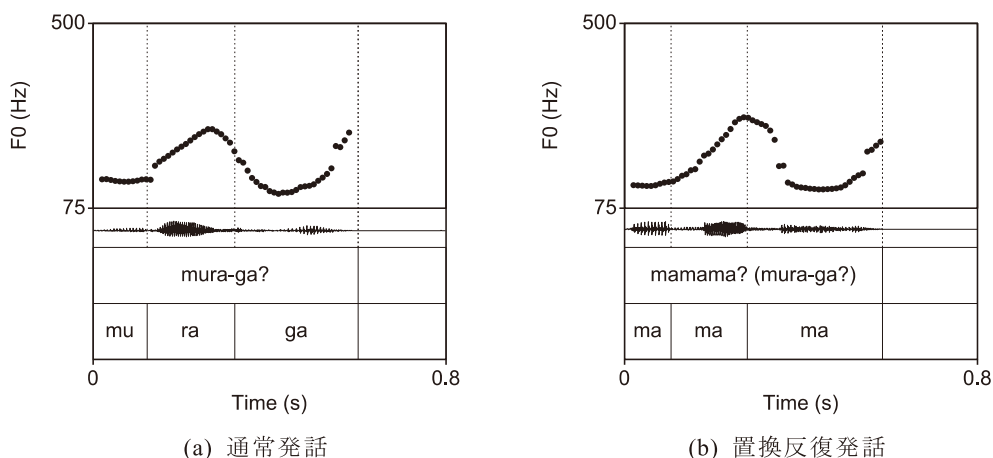 500
F0 (Hz)
75
mura-ga?
mu
ra
ga
0
0.8
Time (s)
(a) 通常発話
500
F0 (Hz)
75
mamama? (mura-ga?)
ma
ma
ma
0
0.8
Time (s)
(b) 置換反復発話